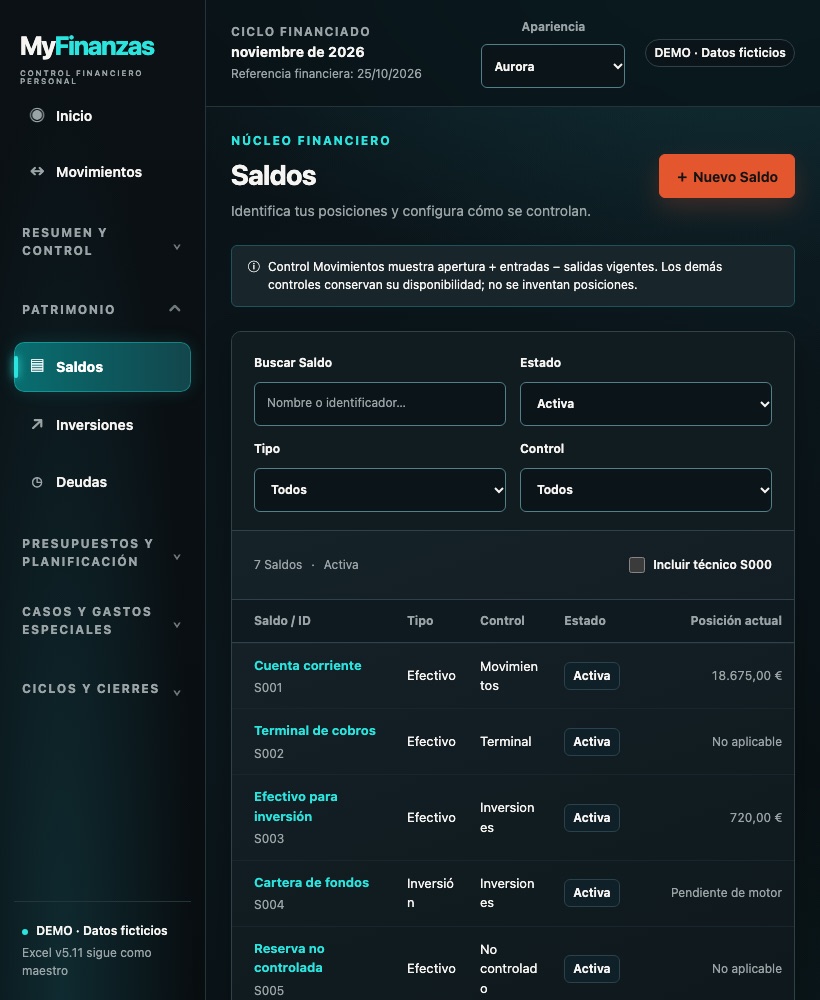 MyFinanzas
CONTROL FINANCIERO
PERSONAL
Inicio
Movimientos
RESUMEN Y
CONTROL
PATRIMONIO
Saldos
Inversiones
Deudas
PRESUPUESTOS Y
PLANIFICACIÓN
CASOS Y GASTOS
ESPECIALES
CICLOS Y CIERRES
DEMO · Datos ficticios
Excel v5.11 sigue como
maestro
CICLO FINANCIADO
noviembre de 2026
Referencia financiera: 25/10/2026
Apariencia
Aurora
DEMO · Datos ficticios
NÚCLEO FINANCIERO
Saldos
Identifica tus posiciones y configura cómo se controlan.
+ Nuevo Saldo
Control Movimientos muestra apertura + entradas − salidas vigentes. Los demás
controles conservan su disponibilidad; no se inventan posiciones.
Buscar Saldo
Nombre o identificador...
Estado
Activa
Tipo
Todos
Control
Todos
7 Saldos · Activa
Incluir técnico S000
Saldo / ID Tipo Control Estado Posición actual
Cuenta corriente
S001
Efectivo
Movimien
tos
Activa
18.675,00 €
Terminal de cobros
S002
Efectivo
Terminal
Activa
No aplicable
Efectivo para
inversión
S003
Efectivo
Inversion
es
Activa
720,00 €
Cartera de fondos
S004
Inversió
n
Inversion
es
Activa
Pendiente de motor
Reserva no
controlada
S005
Efectivo
No
controlad
o
Activa
No aplicable